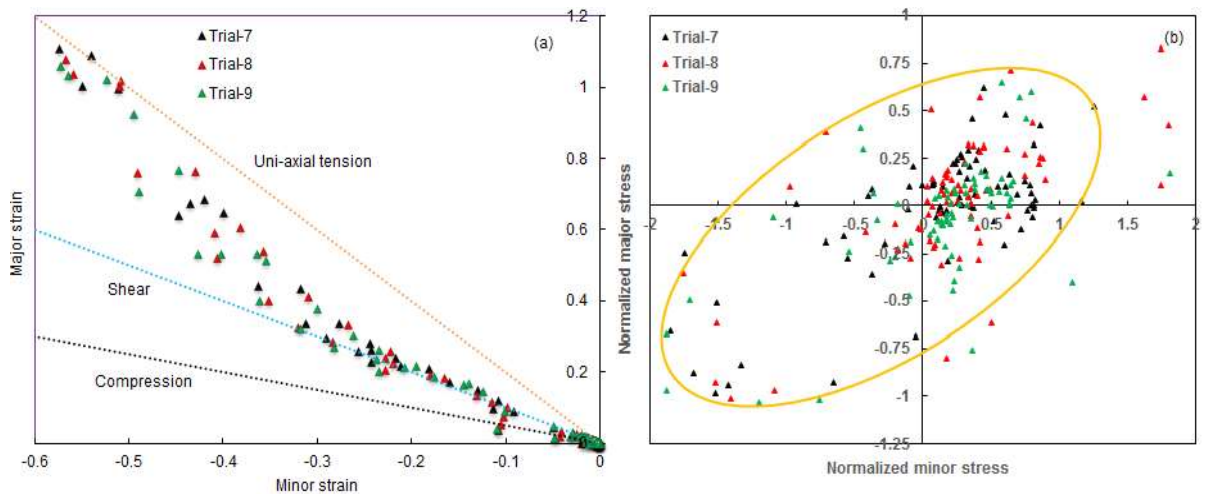 1.2
Trial-7
(a)
Trial-8
1
Trial-9
0.8
Uni-axial tension
Major strain
0.6
Shear
0.4
Compression
0.2
0
-0.6
-0.5
-0.4
-0.3
-0.2
-0.1
0
Minor strain
1
Trial-7
(b)
Trial-8
0.75
Trial-9
0.5
0.25
0
-2
-1.5
-1
-0.5
0
0.5
1
1.5
2
-0.25
-0.5
-0.75
-1
-1.25
Normalized major stress
Normalized minor stress